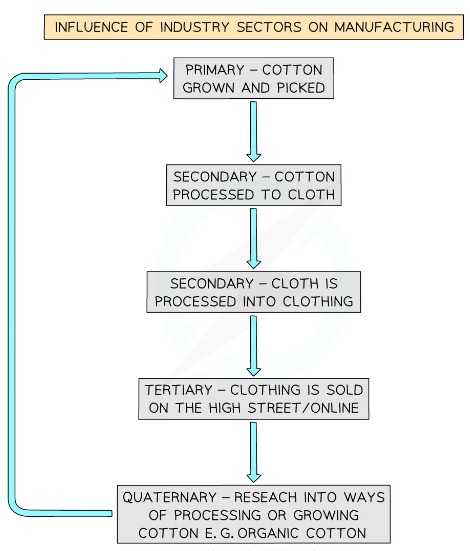 INFLUENCE OF INDUSTRY SECTORS ON MANUFACTURING
PRIMARY – COTTON
GROWN AND PICKED
SECONDARY – COTTON
PROCESSED TO CLOTH
SECONDARY – CLOTH IS
PROCESSED INTO CLOTHING
TERTIARY – CLOTHING IS SOLD
ON THE HIGH STREET/ONLINE
QUATERNARY – RESEACH INTO WAYS
OF PROCESSING OR GROWING
COTTON E.G. ORGANIC COTTON